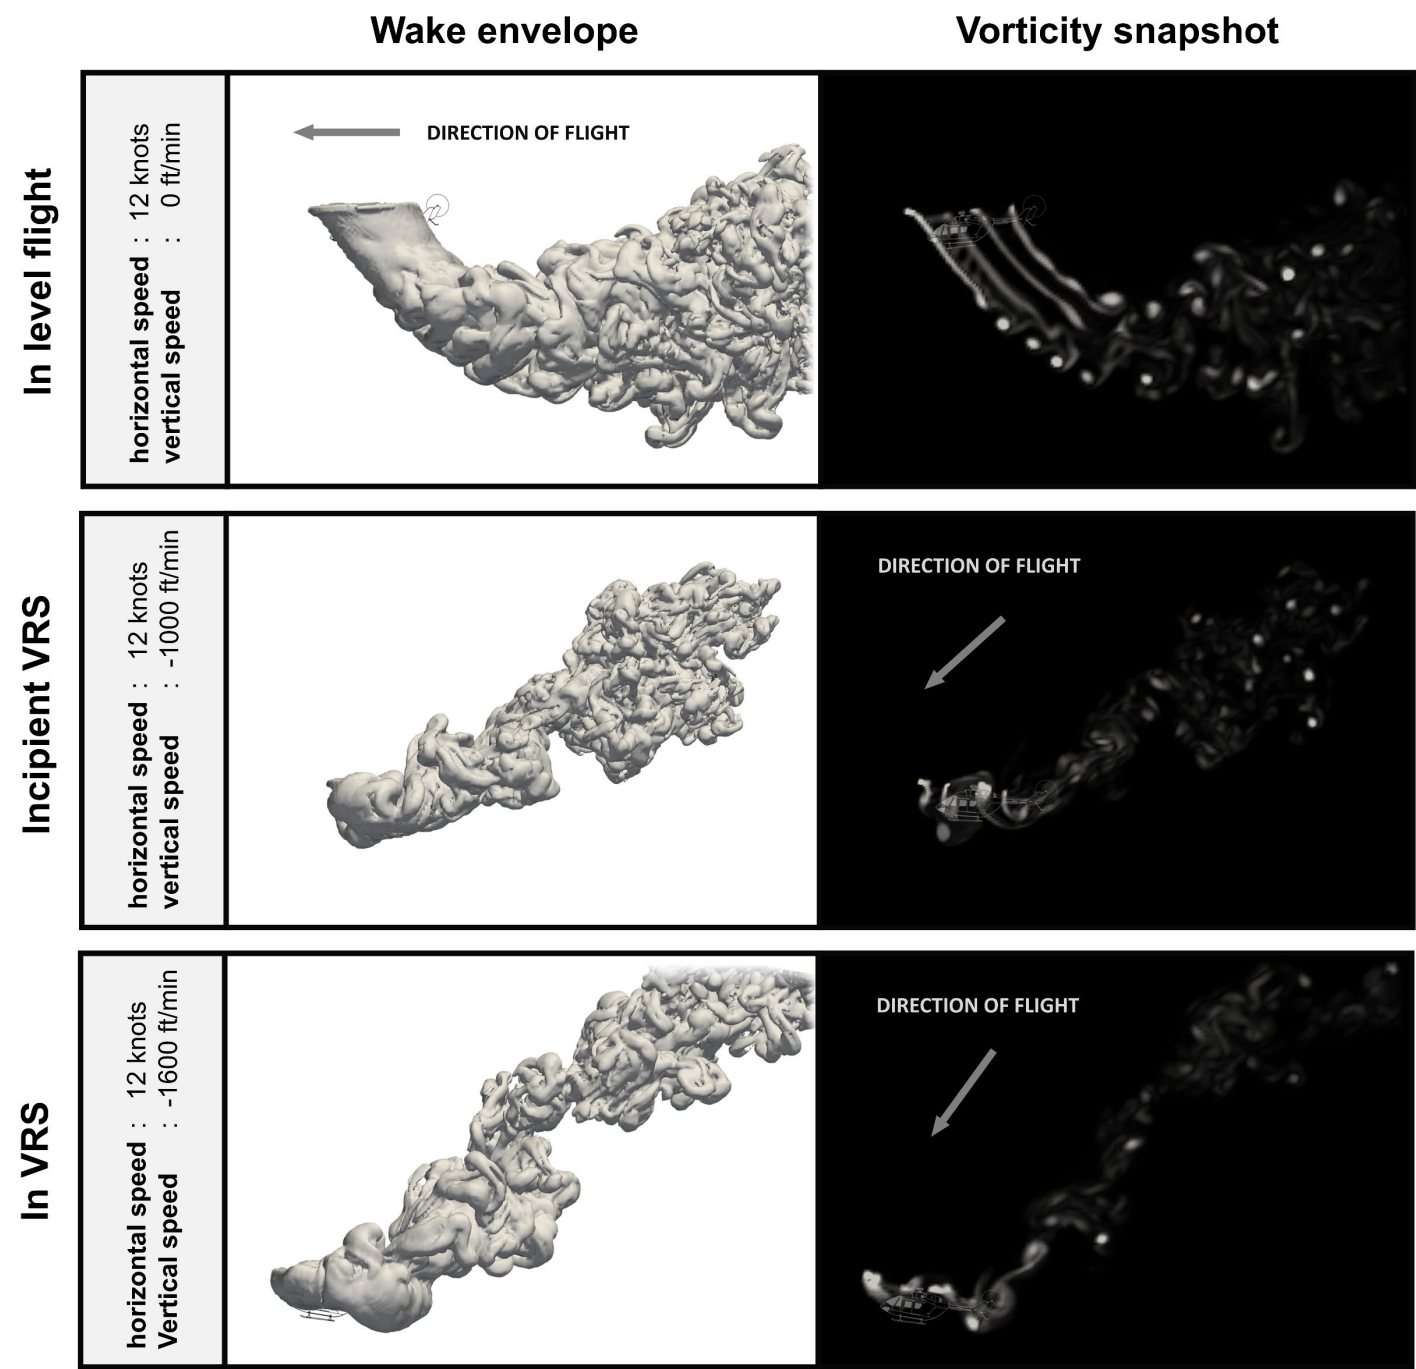 Wake envelope
Vorticity snapshot
In level flight
horizontal speed : 12 knots
vertical speed : 0 ft/min
DIRECTION OF FLIGHT
Incipient VRS
horizontal speed : 12 knots
vertical speed : -1000 ft/min
DIRECTION OF FLIGHT
In VRS
horizontal speed : 12 knots
Vertical speed : -1600 ft/min
DIRECTION OF FLIGHT